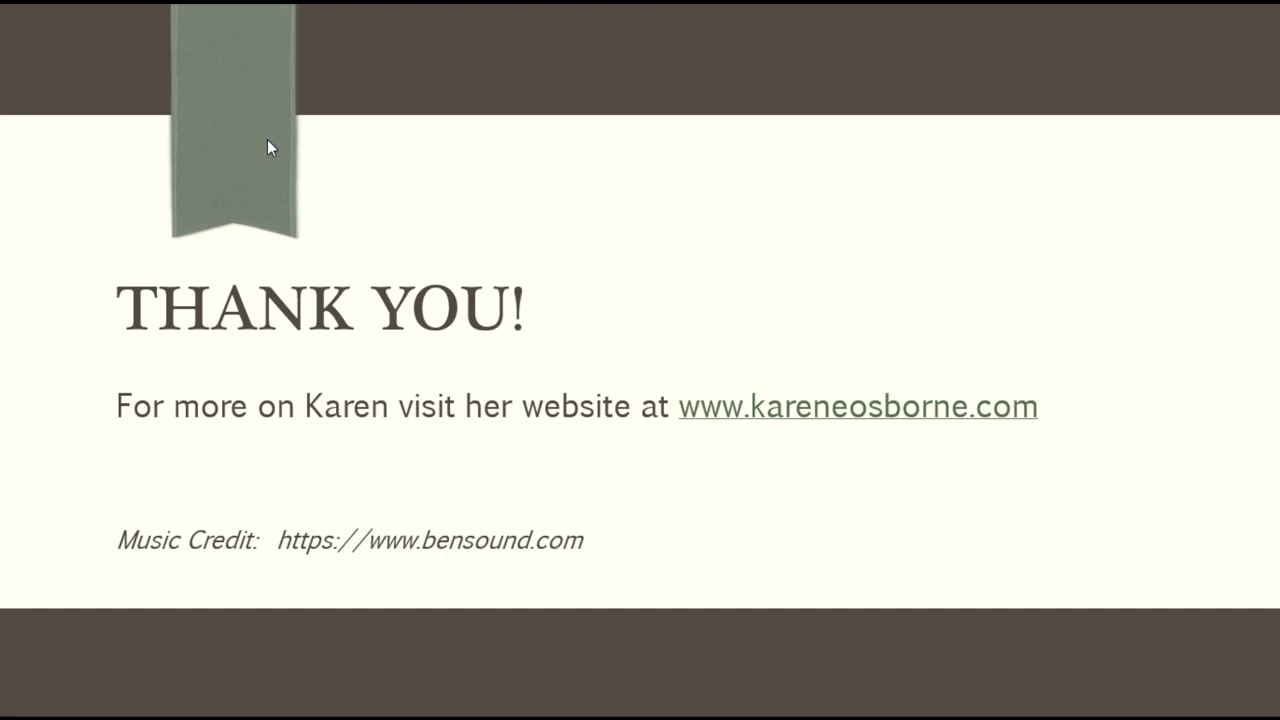 THANK YOU!
For more on Karen visit her website at www.kareneosborne.com
Music Credit: https://www.bensound.com